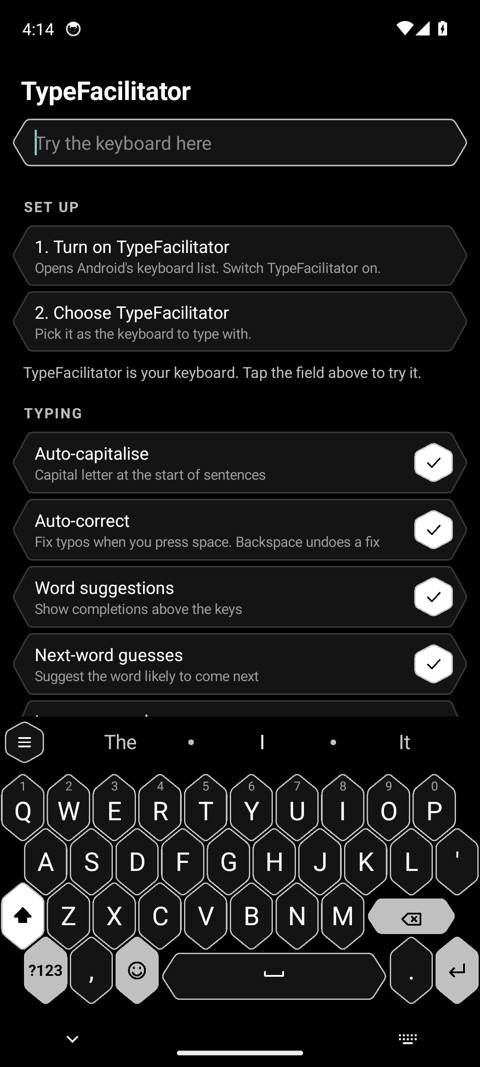 4:14
TypeFacilitator
Try the keyboard here
SET UP
1. Turn on TypeFacilitator
Opens Android's keyboard list. Switch TypeFacilitator on.
2. Choose TypeFacilitator
Pick it as the keyboard to type with.
TypeFacilitator is your keyboard. Tap the field above to try it.
TYPING
Auto-capitalise
Capital letter at the start of sentences
Auto-correct
Fix typos when you press space. Backspace undoes a fix
Word suggestions
Show completions above the keys
Next-word guesses
Suggest the word likely to come next
The • I • It
1 2 3 4 5 6 7 8 9 0
Q W E R T Y U I O P
A S D F G H J K L '
Z X C V B N M
?123 , .